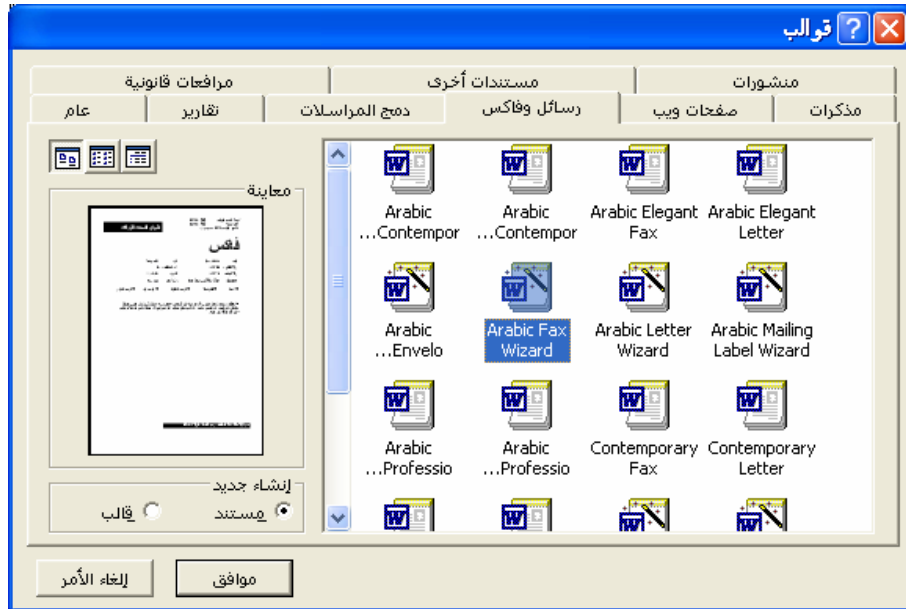 قوالب
منشورات
مستندات أخرى
مرافعات قانونية
مذكرات
صفحات ويب
رسائل وفاكس
دمج المراسلات
تقارير
عام
Arabic Contempor...
Arabic Contempor...
Arabic Elegant Fax
Arabic Elegant Letter
Arabic Envelo...
Arabic Fax Wizard
Arabic Letter Wizard
Arabic Mailing Label Wizard
Arabic Professio...
Arabic Professio...
Contemporary Fax
Contemporary Letter
معاينة
فاكس
إنشاء جديد
مستند
قالب
موافق
إلغاء الأمر